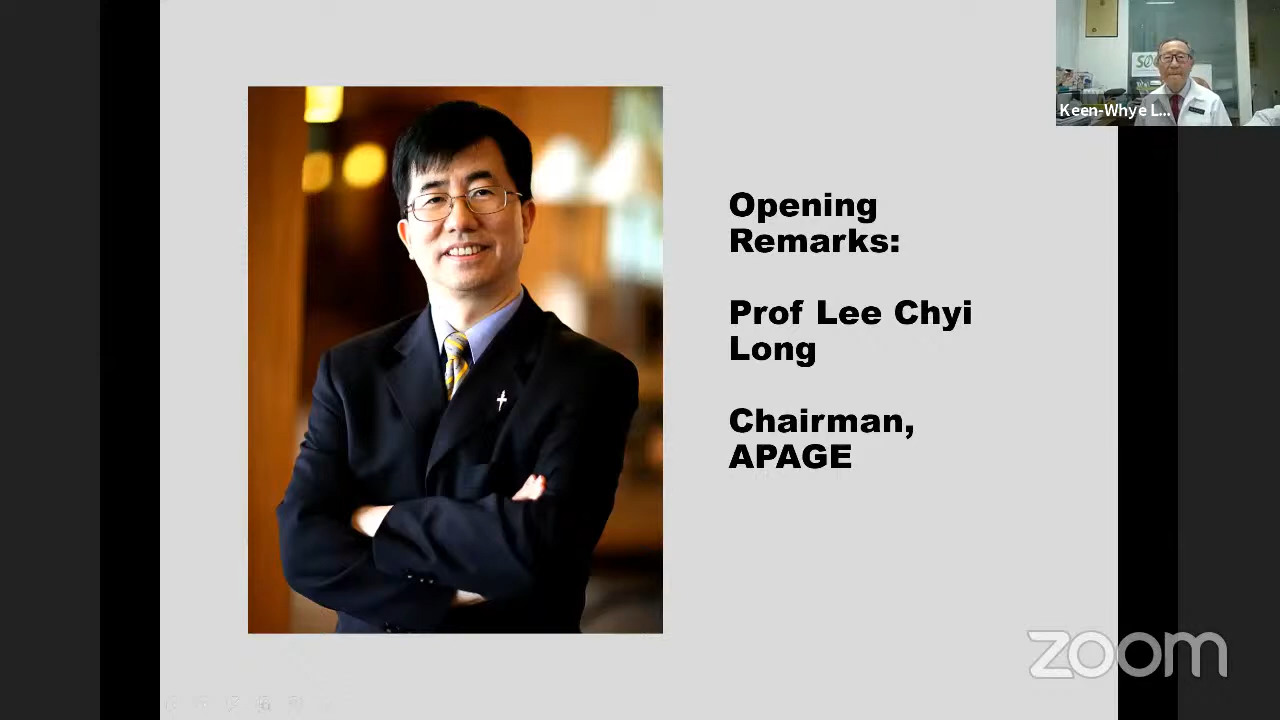 Keen-Whye L...
Opening
Remarks:
Prof Lee Chyi
Long
Chairman,
APAGE
zoom